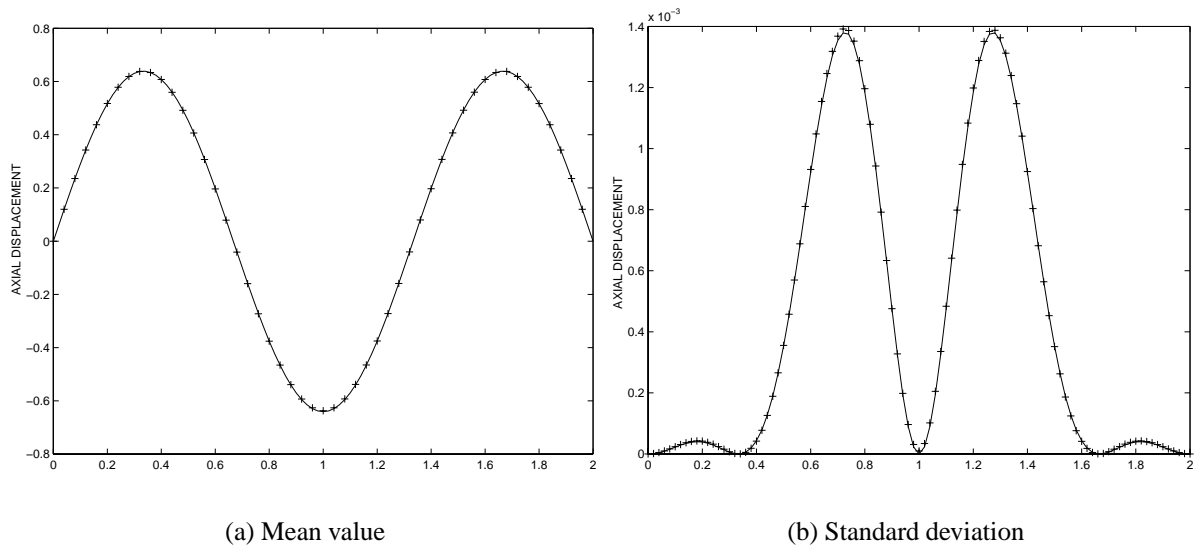 0.8
0.6
0.4
0.2
0
−0.2
−0.4
−0.6
−0.8
AXIAL DISPLACEMENT
0 0.2 0.4 0.6 0.8 1 1.2 1.4 1.6 1.8 2
(a) Mean value
x 10⁻³
1.4
1.2
1
0.8
0.6
0.4
0.2
0
AXIAL DISPLACEMENT
0 0.2 0.4 0.6 0.8 1 1.2 1.4 1.6 1.8 2
(b) Standard deviation